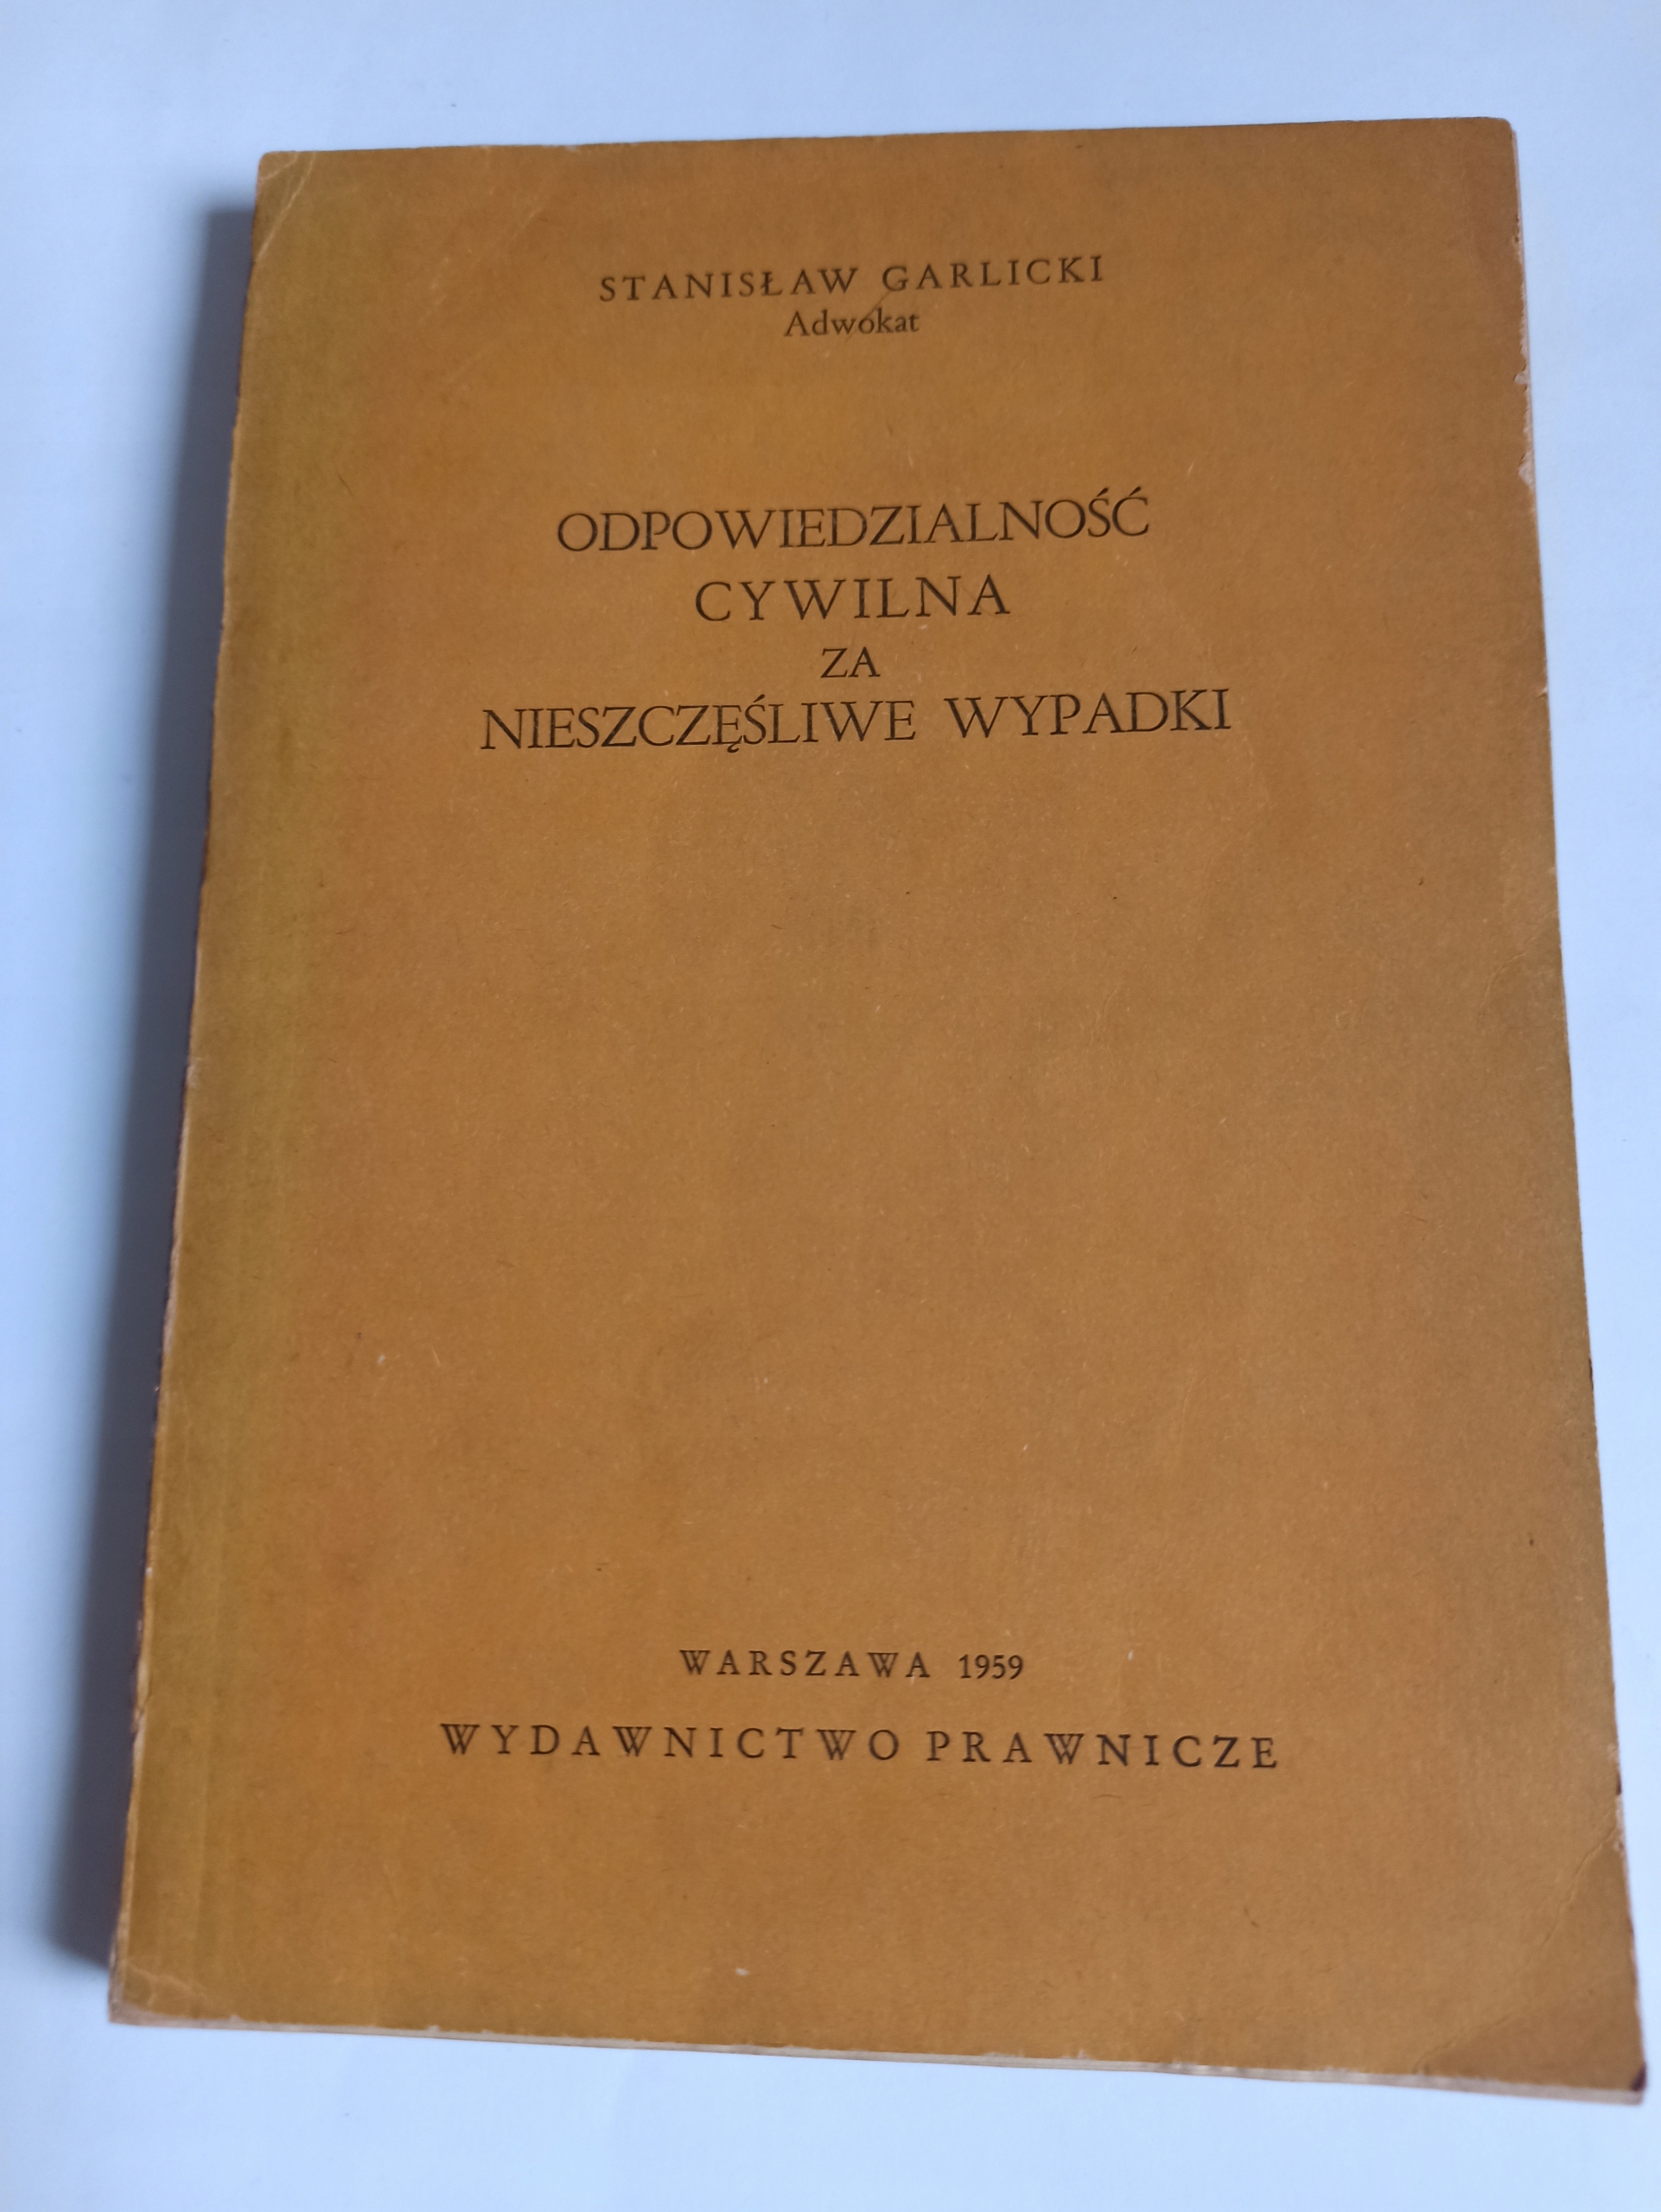 STANISŁAW GARLICKI
Adwokat
ODPOWIEDZIALNOŚĆ
CYWILNA
ZA
NIESZCZĘŚLIWE WYPADKI
WARSZAWA 1959
WYDAWNICTWO PRAWNICZE